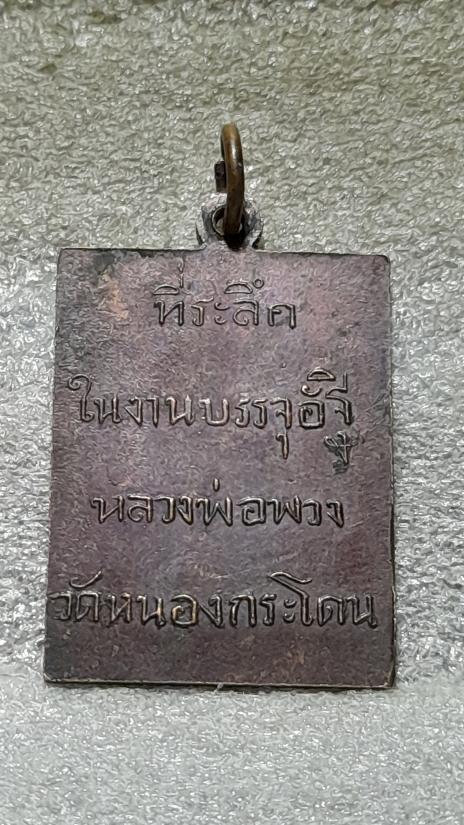 ที่ระลึก
ในงานบรรจุอัฐิ
หลวงพ่อพวง
วัดหนองกระโดน